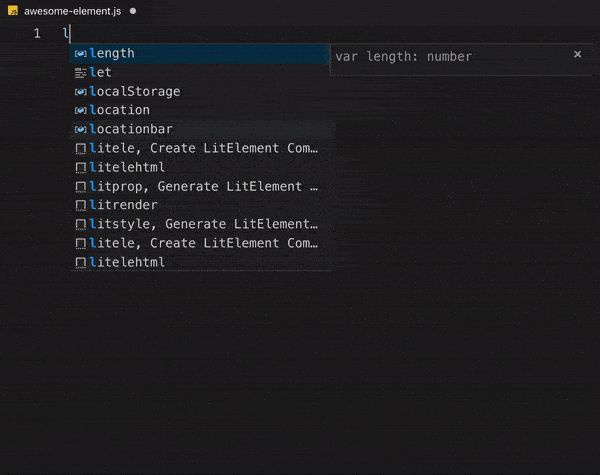 JS awesome-element.js
1 l
length
var length: number
let
localStorage
location
locationbar
litele, Create LitElement Com…
litelehtml
litprop, Generate LitElement …
litrender
litstyle, Generate LitElement…
litele, Create LitElement Com…
litelehtml